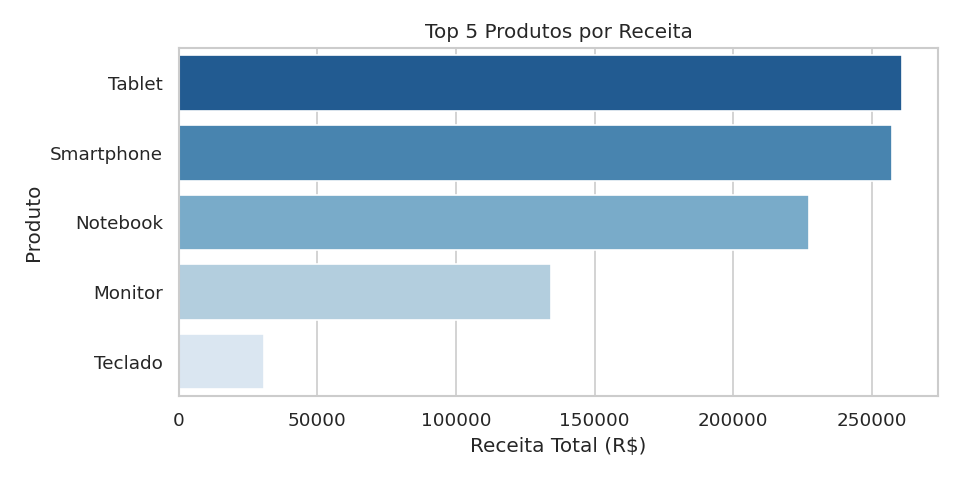 Top 5 Produtos por Receita
Produto
Tablet
Smartphone
Notebook
Monitor
Teclado
0 50000 100000 150000 200000 250000
Receita Total (R$)